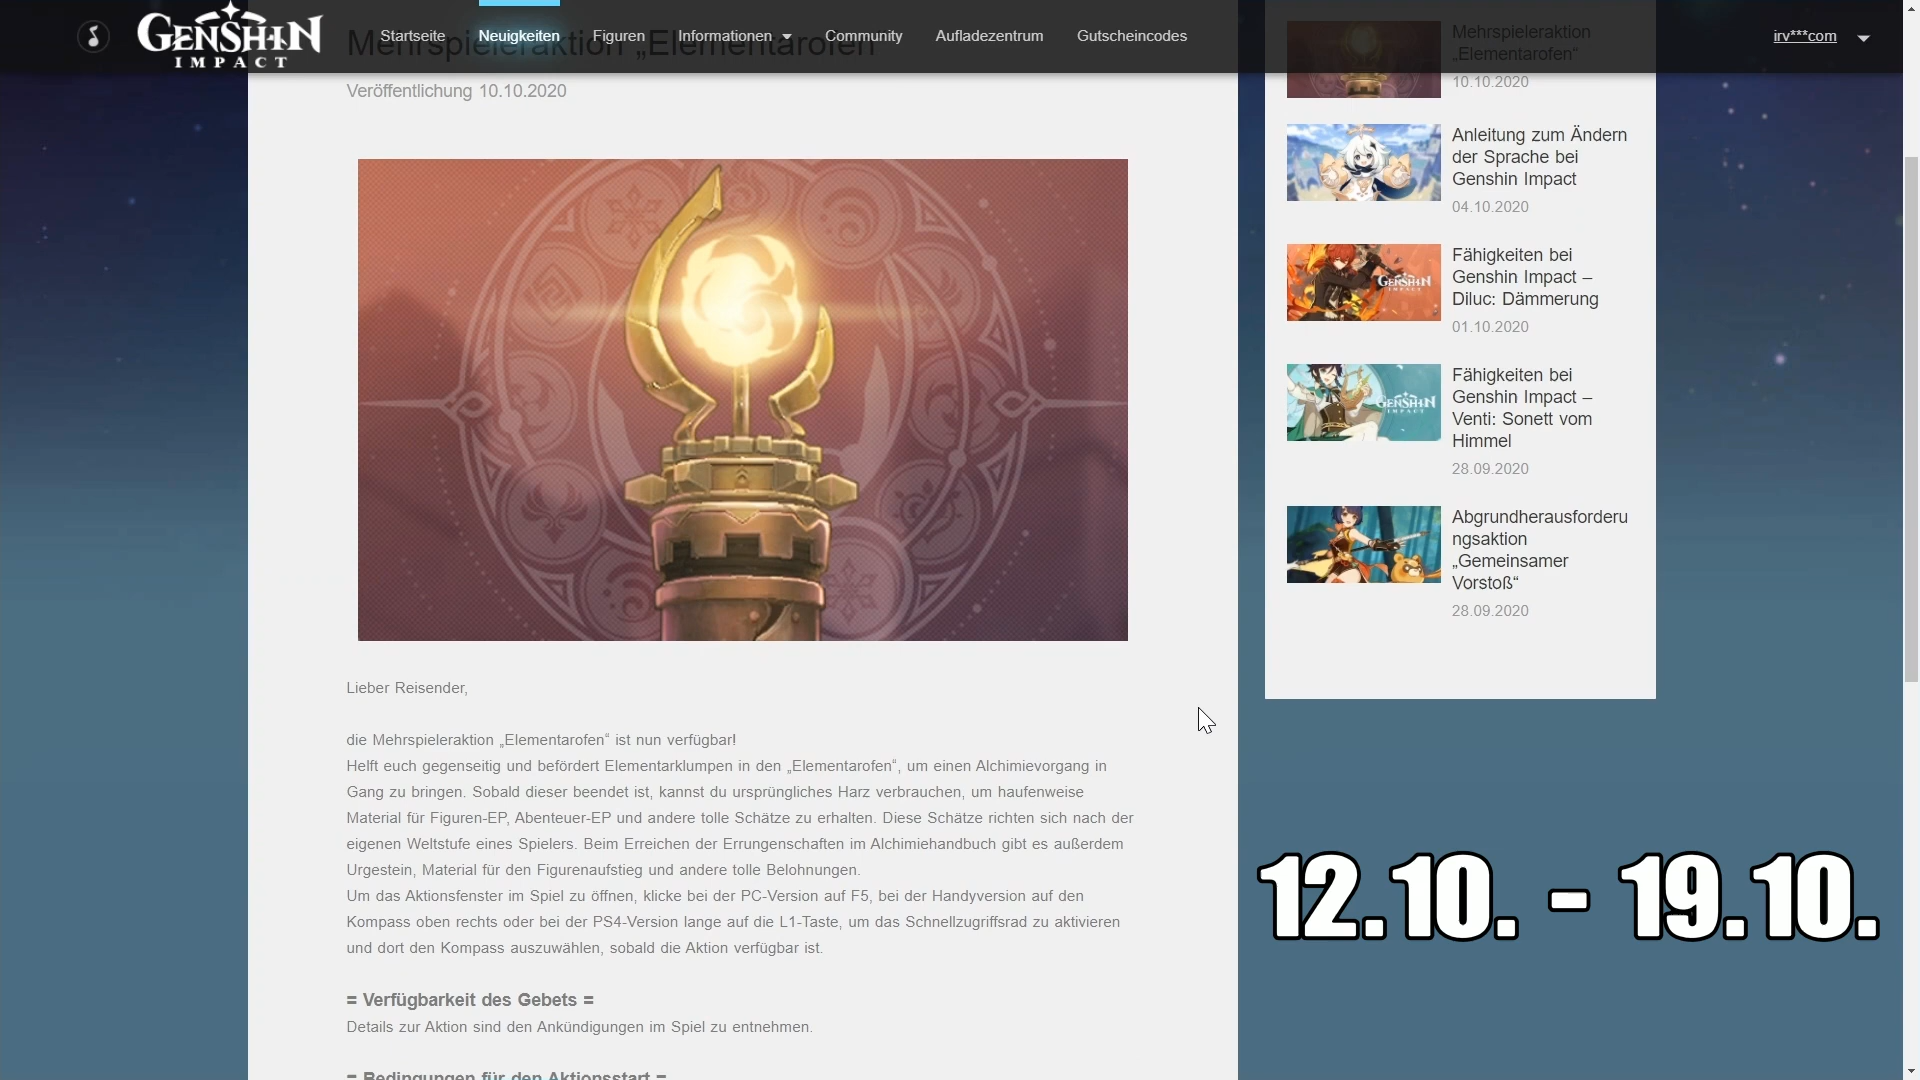 GENSHIN
IMPACT
Startseite
Neuigkeiten
Figuren
Informationen
Community
Aufladezentrum
Gutscheincodes
irv***com
Mehrspieleraktion „Elementarofen“
Veröffentlichung 10.10.2020
Lieber Reisender,
die Mehrspieleraktion „Elementarofen“ ist nun verfügbar!
Helft euch gegenseitig und befördert Elementarklumpen in den „Elementarofen“, um einen Alchimievorgang in
Gang zu bringen. Sobald dieser beendet ist, kannst du ursprüngliches Harz verbrauchen, um haufenweise
Material für Figuren-EP, Abenteuer-EP und andere tolle Schätze zu erhalten. Diese Schätze richten sich nach der
eigenen Weltstufe eines Spielers. Beim Erreichen der Errungenschaften im Alchimiehandbuch gibt es außerdem
Urgestein, Material für den Figurenaufstieg und andere tolle Belohnungen.
Um das Aktionsfenster im Spiel zu öffnen, klicke bei der PC-Version auf F5, bei der Handyversion auf den
Kompass oben rechts oder bei der PS4-Version lange auf die L1-Taste, um das Schnellzugriffsrad zu aktivieren
und dort den Kompass auszuwählen, sobald die Aktion verfügbar ist.
= Verfügbarkeit des Gebets =
Details zur Aktion sind den Ankündigungen im Spiel zu entnehmen.
= Bedingungen für den Aktionsstart =
Mehrspieleraktion
„Elementarofen“
10.10.2020
Anleitung zum Ändern
der Sprache bei
Genshin Impact
04.10.2020
GENSHIN
IMPACT
Fähigkeiten bei
Genshin Impact –
Diluc: Dämmerung
01.10.2020
GENSHIN
IMPACT
Fähigkeiten bei
Genshin Impact –
Venti: Sonett vom
Himmel
28.09.2020
Abgrundherausforderu
ngsaktion
„Gemeinsamer
Vorstoß“
28.09.2020
12.10. - 19.10.